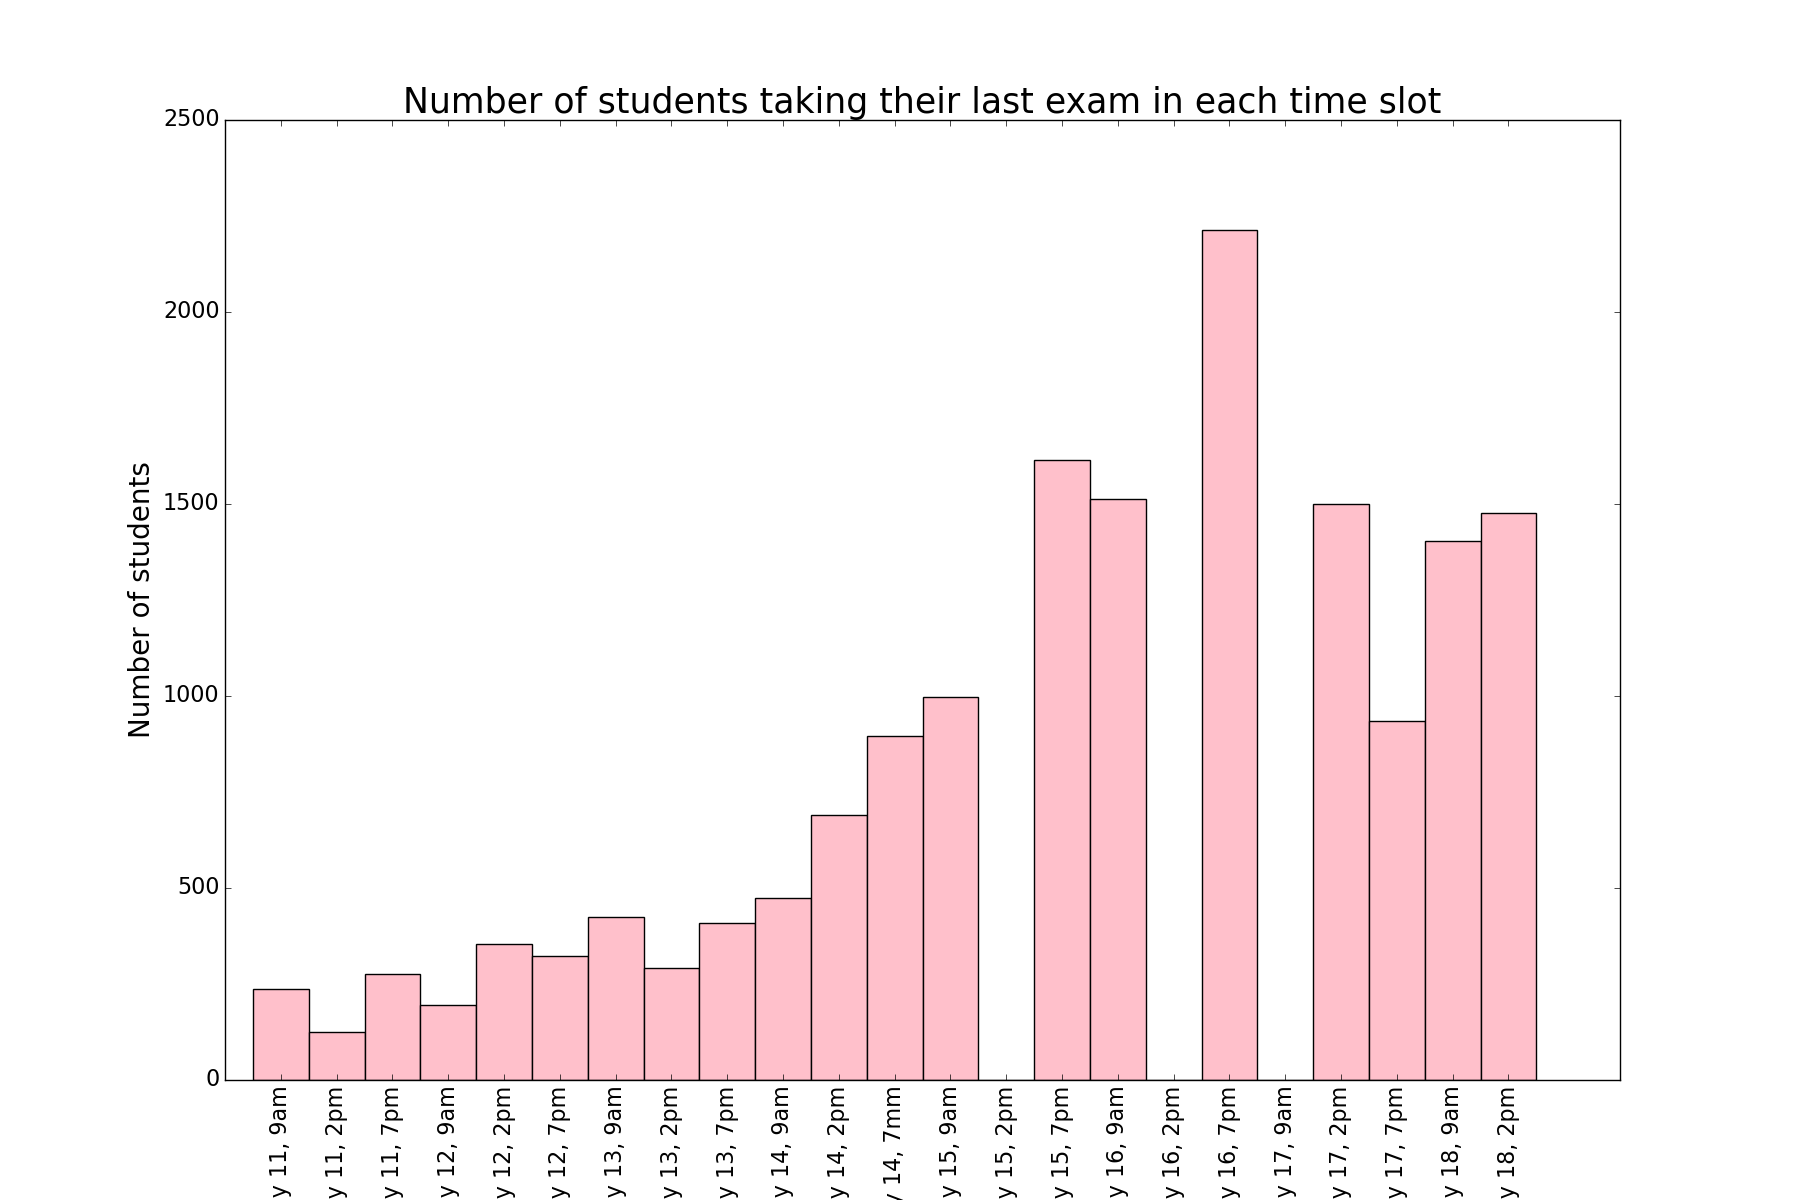 Number of students taking their last exam in each time slot
Number of students
2500
2000
1500
1000
500
0
y 11, 9am
y 11, 2pm
y 11, 7pm
y 12, 9am
y 12, 2pm
y 12, 7pm
y 13, 9am
y 13, 2pm
y 13, 7pm
y 14, 9am
y 14, 2pm
y 14, 7mm
y 15, 9am
y 15, 2pm
y 15, 7pm
y 16, 9am
y 16, 2pm
y 16, 7pm
y 17, 9am
y 17, 2pm
y 17, 7pm
y 18, 9am
y 18, 2pm